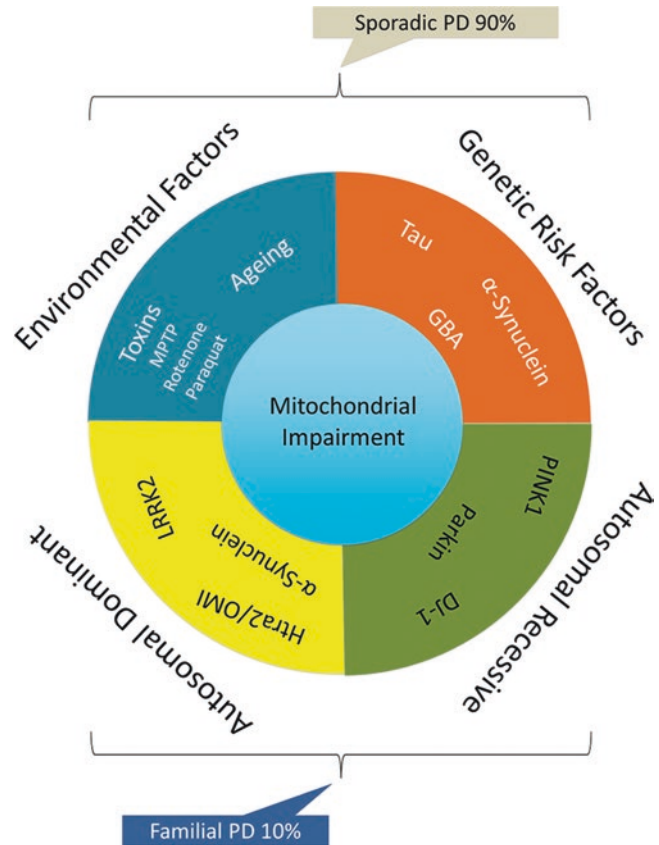 Sporadic PD 90%
Environmental Factors
Genetic Risk Factors
Ageing
Toxins
MPTP
Rotenone
Paraquat
Tau
α-Synuclein
GBA
Mitochondrial
Impairment
LRRK2
α-Synuclein
Htra2/OMI
PINK1
Parkin
DJ-1
Autosomal Dominant
Autosomal Recessive
Familial PD 10%